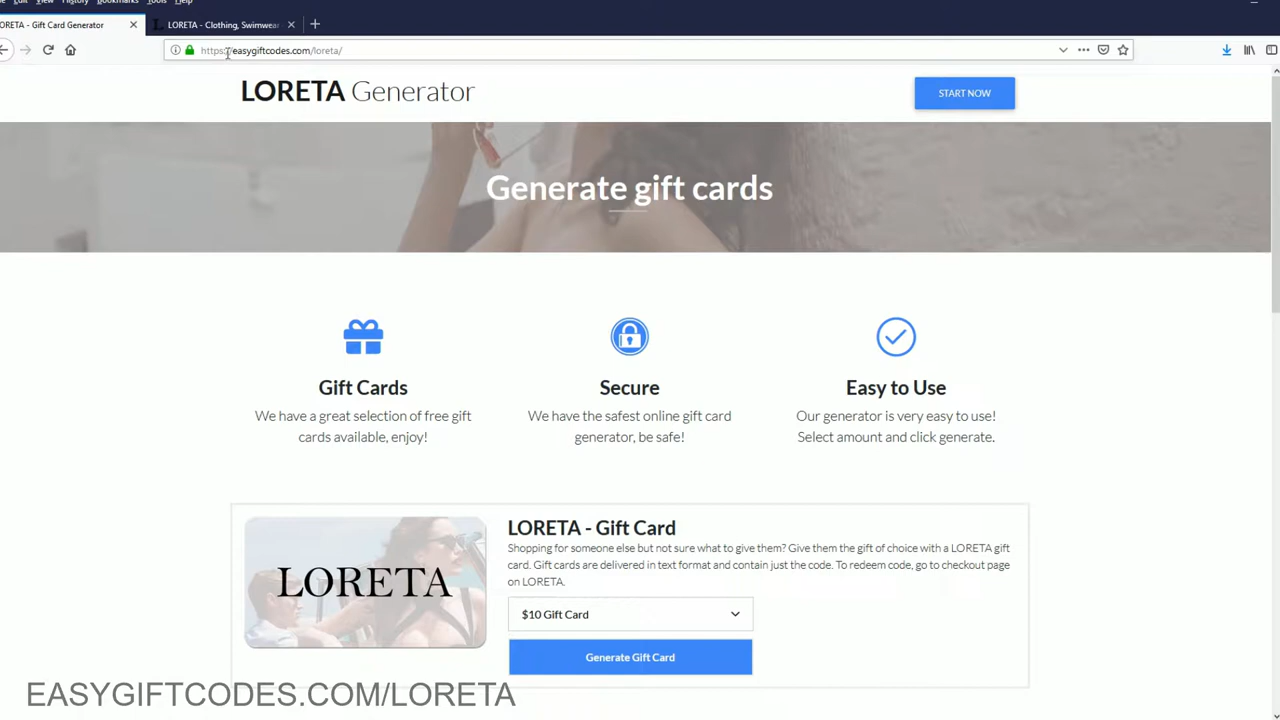 LORETA - Gift Card Generator
LORETA - Clothing, Swimwear
https://easygiftcodes.com/loreta/
LORETA Generator
START NOW
Generate gift cards
Gift Cards
We have a great selection of free gift
cards available, enjoy!
Secure
We have the safest online gift card
generator, be safe!
Easy to Use
Our generator is very easy to use!
Select amount and click generate.
LORETA
LORETA - Gift Card
Shopping for someone else but not sure what to give them? Give them the gift of choice with a LORETA gift
card. Gift cards are delivered in text format and contain just the code. To redeem code, go to checkout page
on LORETA.
$10 Gift Card
Generate Gift Card
EASYGIFTCODES.COM/LORETA